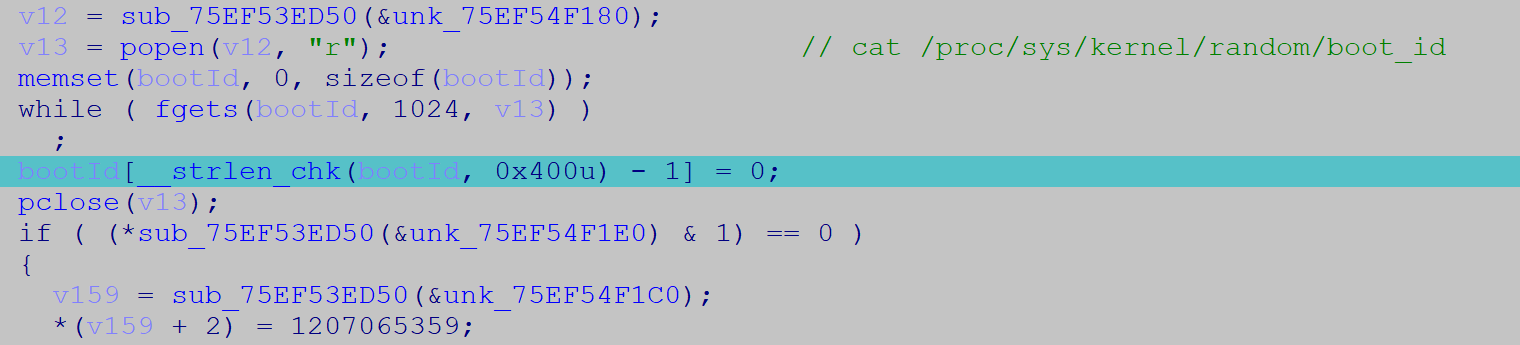 v12 = sub_75EF53ED50(&unk_75EF54F180);
v13 = popen(v12, "r"); // cat /proc/sys/kernel/random/boot_id
memset(bootId, 0, sizeof(bootId));
while ( fgets(bootId, 1024, v13) )
;
bootId[__strlen_chk(bootId, 0x400u) - 1] = 0;
pclose(v13);
if ( (*sub_75EF53ED50(&unk_75EF54F1E0) & 1) == 0 )
{
v159 = sub_75EF53ED50(&unk_75EF54F1C0);
*(v159 + 2) = 1207065359;